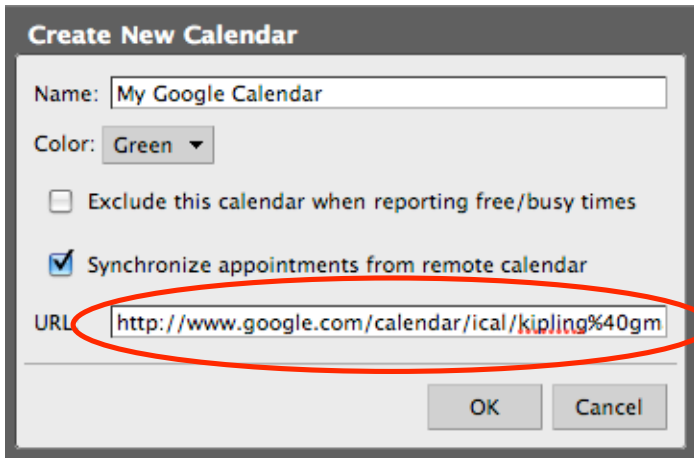 Create New Calendar
Name: My Google Calendar
Color: Green
Exclude this calendar when reporting free/busy times
Synchronize appointments from remote calendar
URL http://www.google.com/calendar/ical/kipling%40gm
OK Cancel